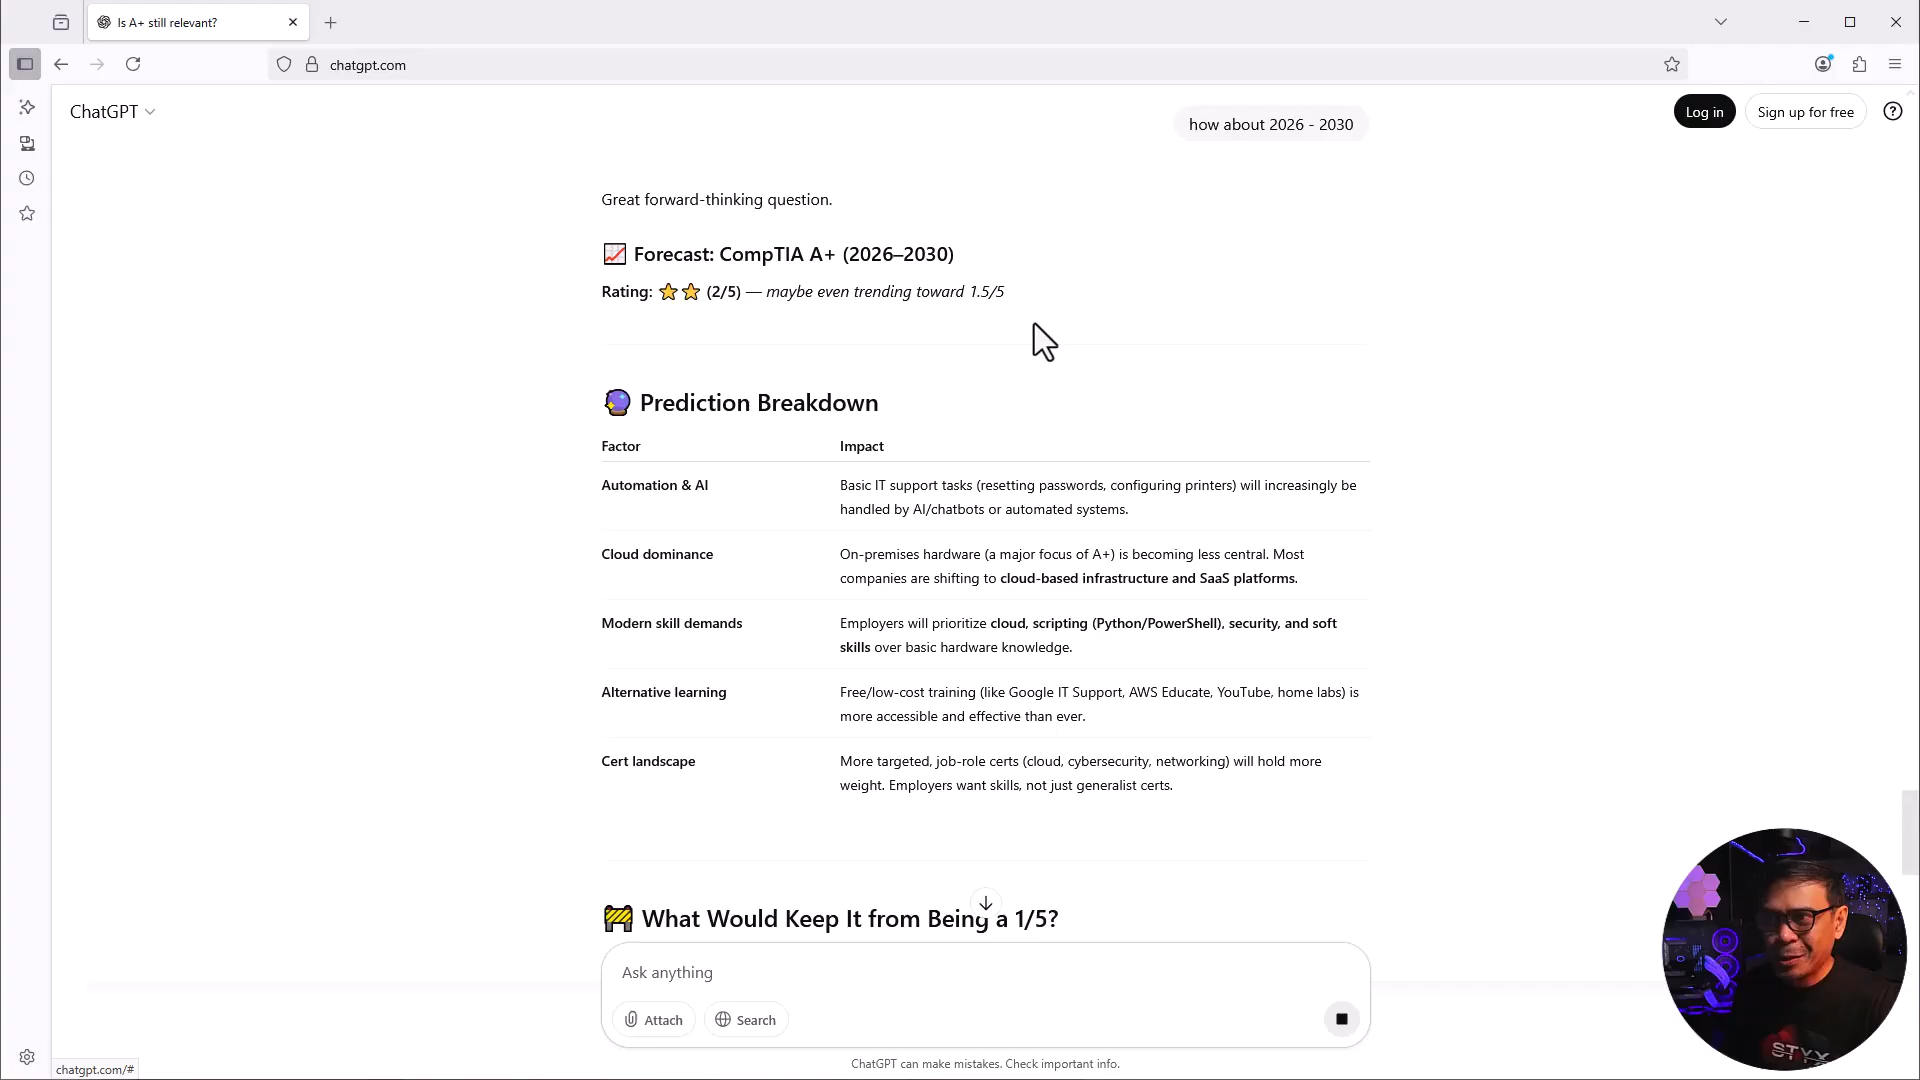 Is A+ still relevant?
chatgpt.com
ChatGPT
how about 2026 - 2030
Log in
Sign up for free
Great forward-thinking question.
📈 Forecast: CompTIA A+ (2026–2030)
Rating: ⭐⭐ (2/5) — maybe even trending toward 1.5/5
🔮 Prediction Breakdown
Factor Impact
Automation & AI Basic IT support tasks (resetting passwords, configuring printers) will increasingly be
handled by AI/chatbots or automated systems.
Cloud dominance On-premises hardware (a major focus of A+) is becoming less central. Most
companies are shifting to cloud-based infrastructure and SaaS platforms.
Modern skill demands Employers will prioritize cloud, scripting (Python/PowerShell), security, and soft
skills over basic hardware knowledge.
Alternative learning Free/low-cost training (like Google IT Support, AWS Educate, YouTube, home labs) is
more accessible and effective than ever.
Cert landscape More targeted, job-role certs (cloud, cybersecurity, networking) will hold more
weight. Employers want skills, not just generalist certs.
🚧 What Would Keep It from Being a 1/5?
Ask anything
Attach
Search
ChatGPT can make mistakes. Check important info.
chatgpt.com/#
STYX